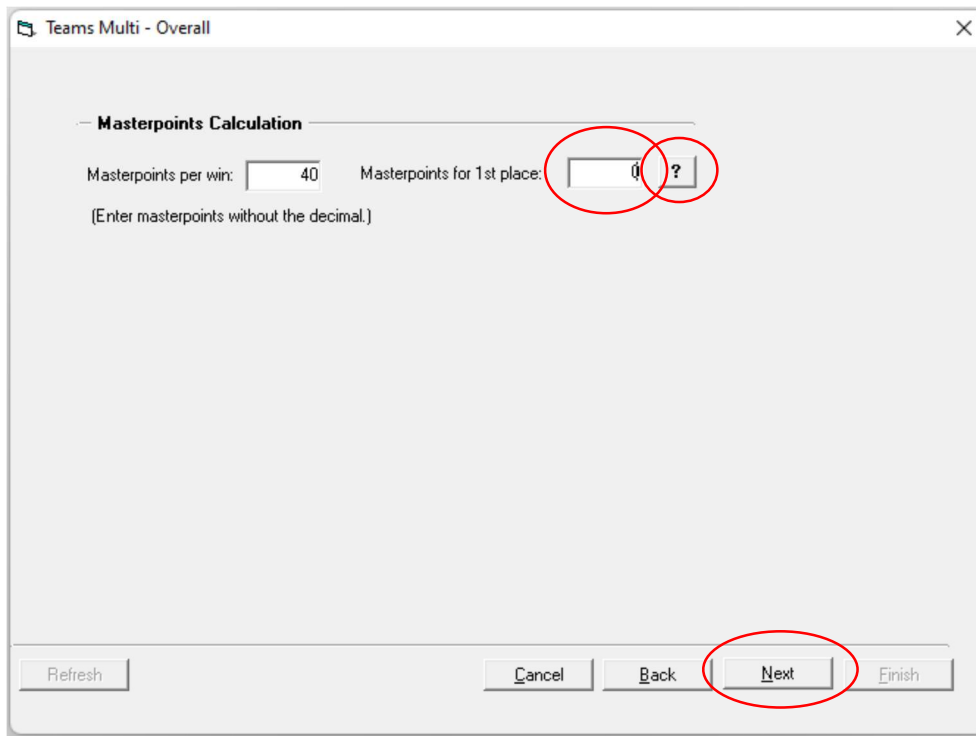 Teams Multi - Overall
Masterpoints Calculation
Masterpoints per win: 40 Masterpoints for 1st place: 0 ?
(Enter masterpoints without the decimal.)
Refresh Cancel Back Next Finish